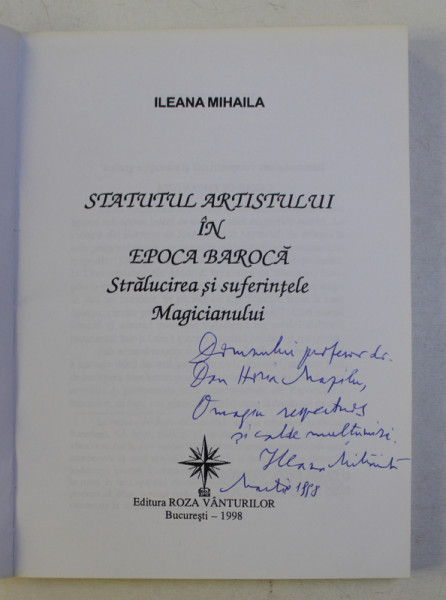 ILEANA MIHAILA
STATUTUL ARTISTULUI
ÎN
EPOCA BAROCĂ
Strălucirea și suferințele
Magicianului
Domnului profesor dr.
Dan Horia Mazilu,
Omagiu respectuos
și calde mulțumiri.
Ileana Mihăilă
Martie 1998
Editura ROZA VÂNTURILOR
București – 1998